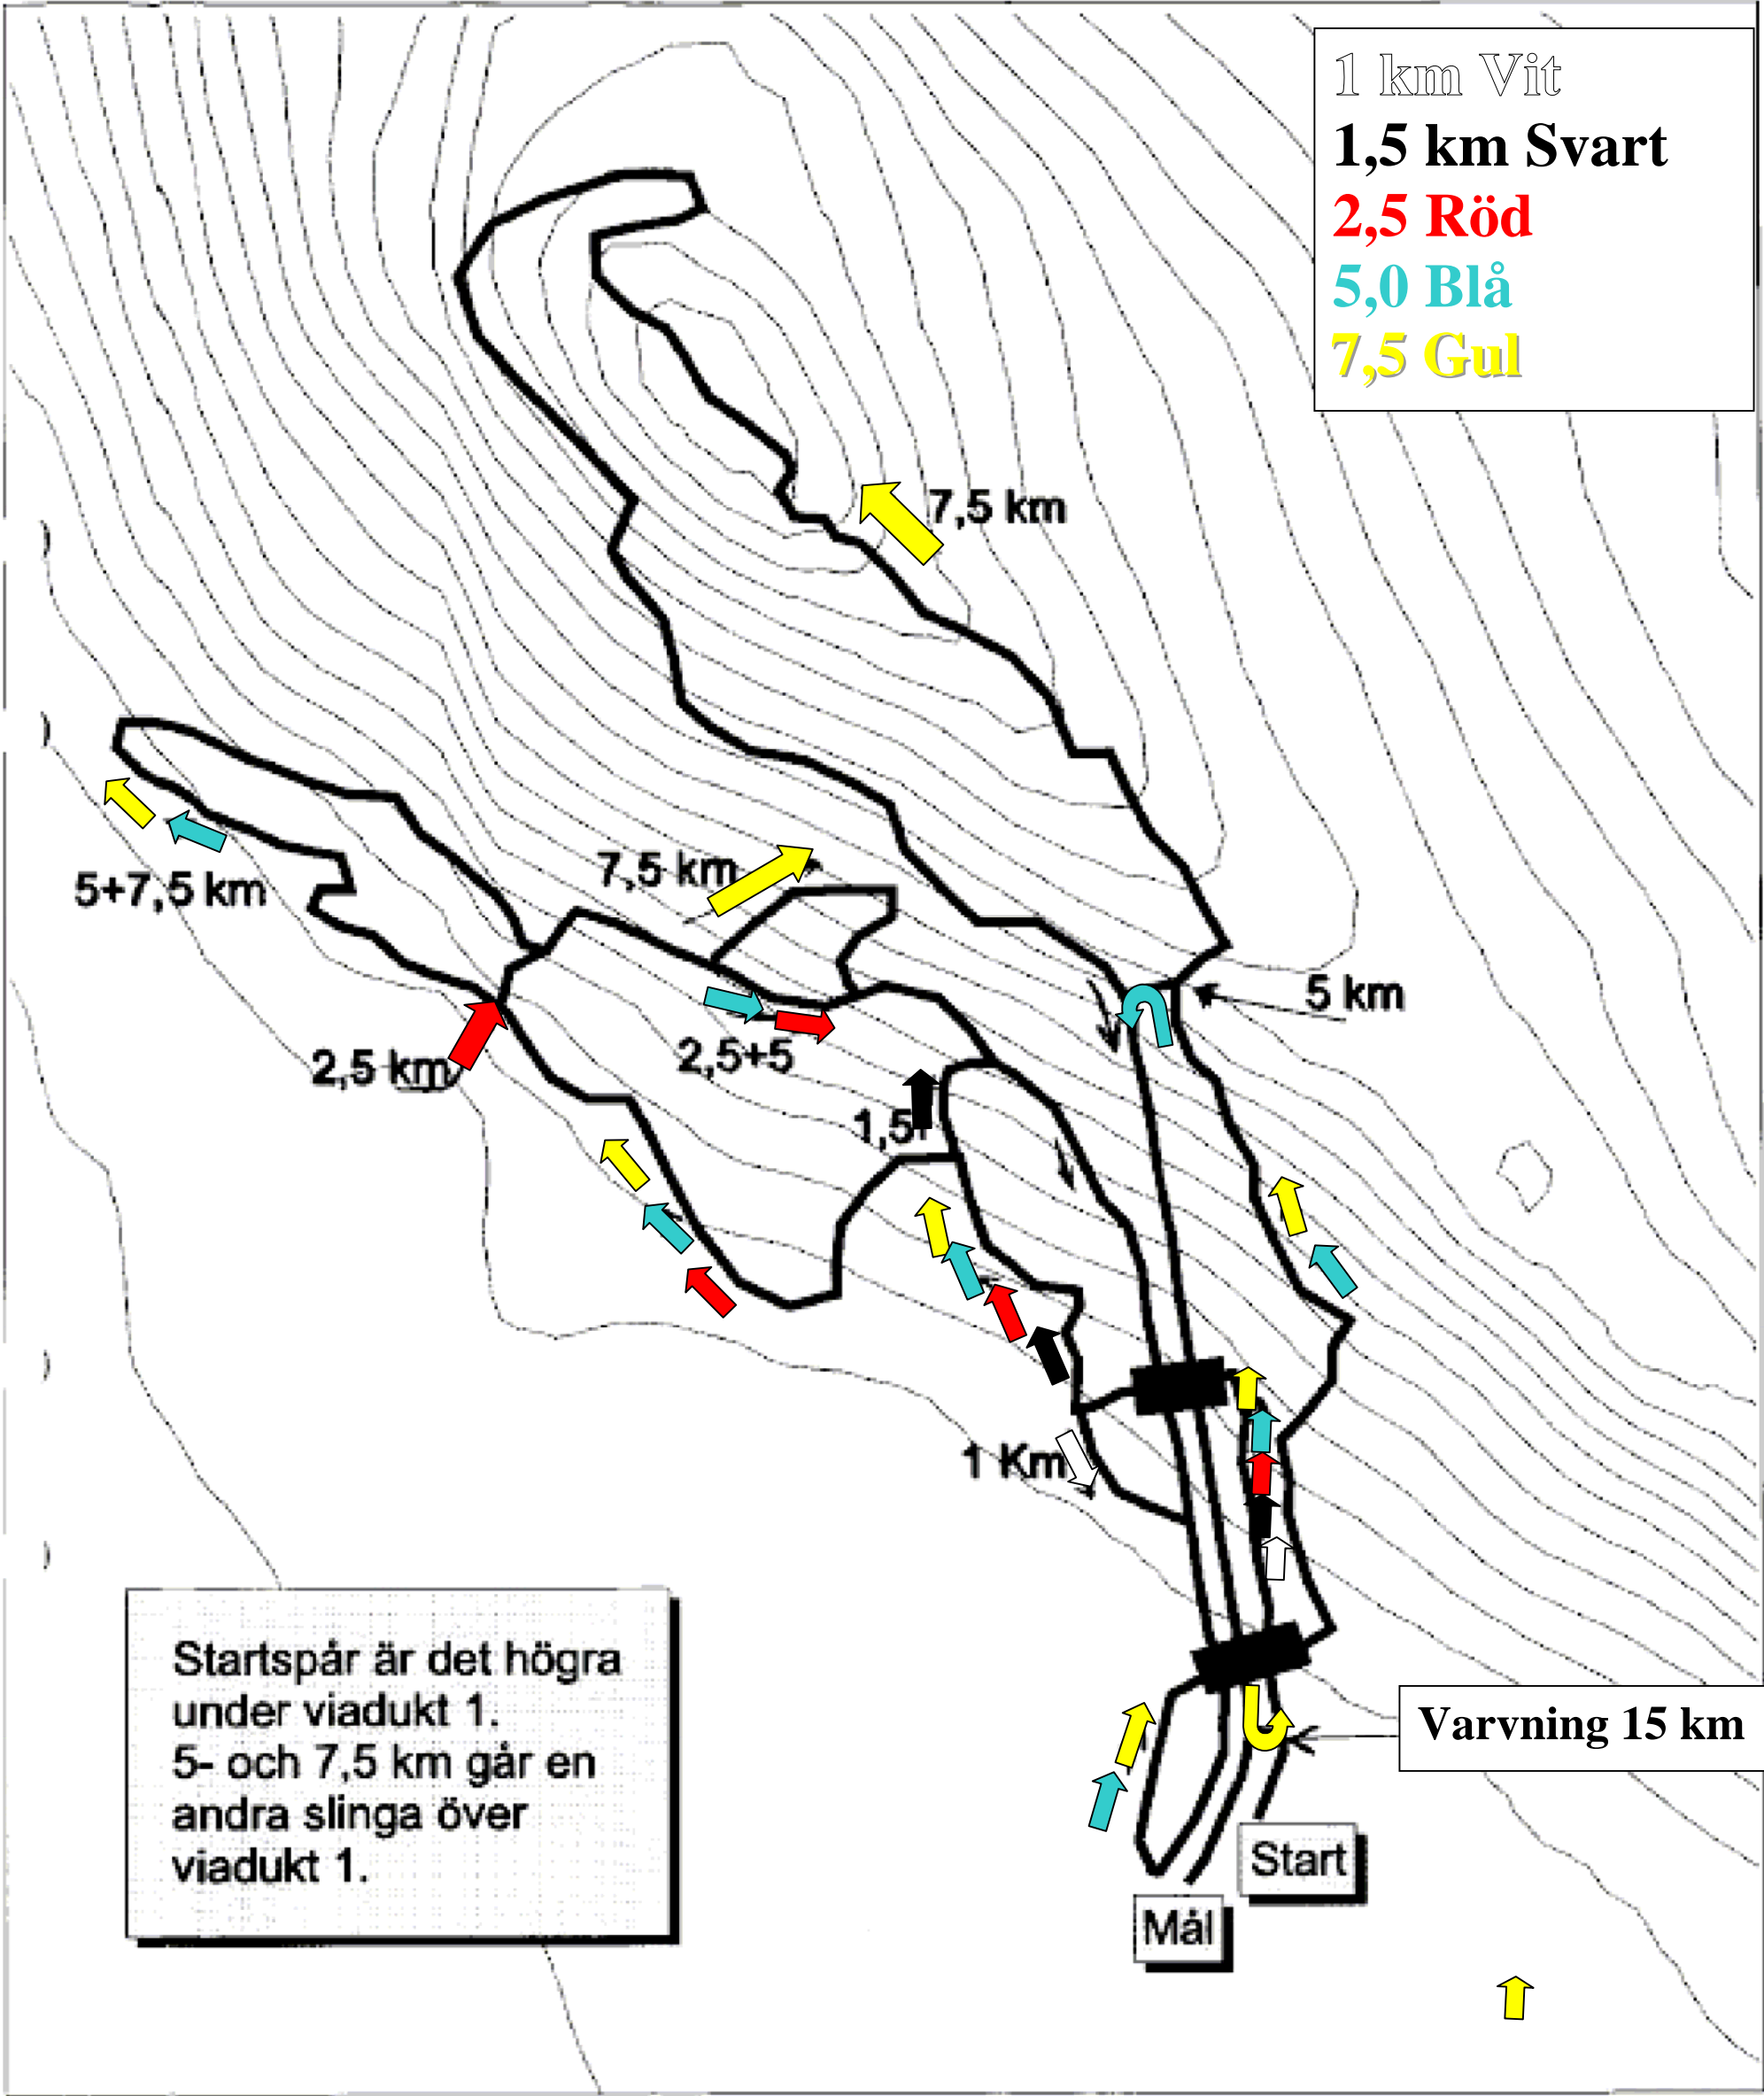 1 km Vit
1,5 km Svart
2,5 Röd
5,0 Blå
7,5 Gul
7,5 km
7,5 km
5+7,5 km
5 km
2,5 km
2,5+5
1,5
1 Km
Startspår är det högra
under viadukt 1.
5- och 7,5 km går en
andra slinga över
viadukt 1.
Varvning 15 km
Start
Mål